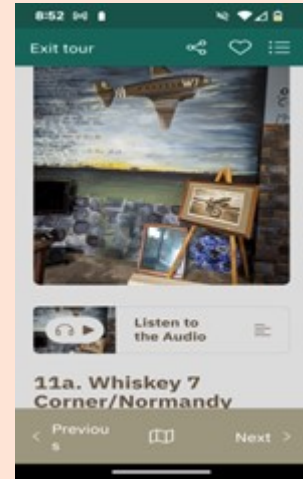 8:52
Exit tour
Listen to
the Audio
11a. Whiskey 7
Corner/Normandy
< Previou
s
Next >